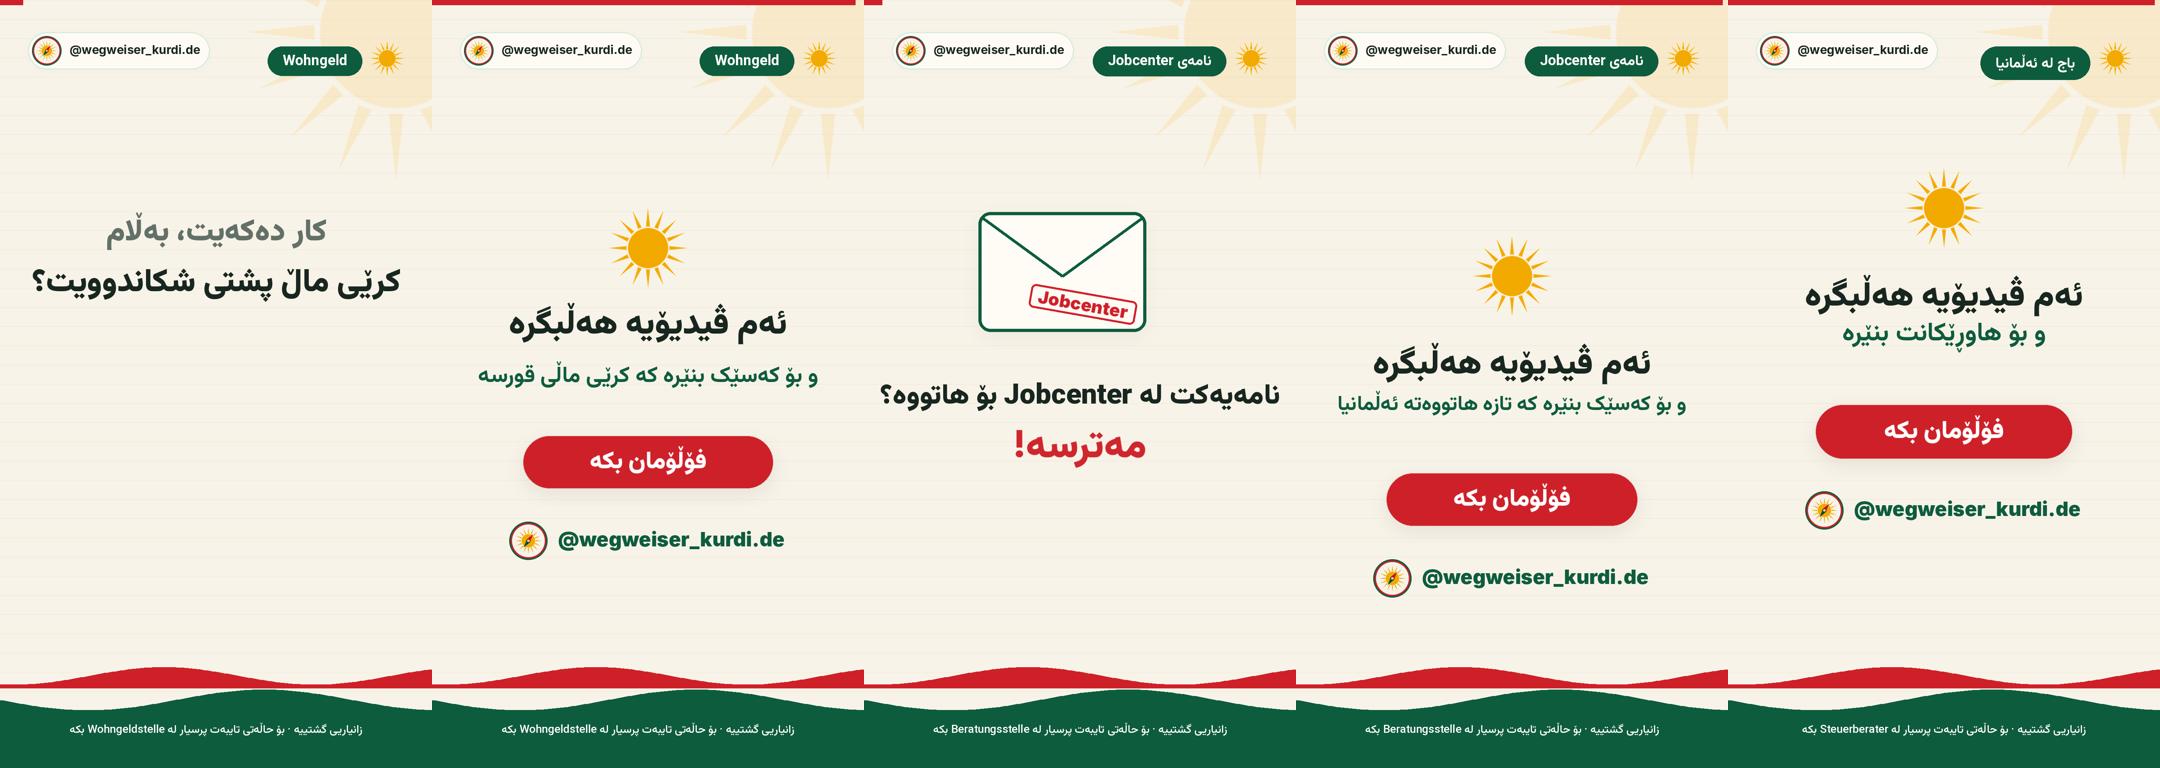 @wegweiser_kurdi.de
Wohngeld
کار دەکەیت، بەڵام
کرێی ماڵ پشتی شکاندوویت؟
زانیاریی گشتییە · بۆ حاڵەتی تایبەت پرسیار لە Wohngeldstelle بکە
@wegweiser_kurdi.de
Wohngeld
ئەم ڤیدیۆیە هەڵبگرە
و بۆ کەسێک بنێرە کە کرێی ماڵی قورسە
فۆڵۆمان بکە
@wegweiser_kurdi.de
زانیاریی گشتییە · بۆ حاڵەتی تایبەت پرسیار لە Wohngeldstelle بکە
@wegweiser_kurdi.de
نامەی Jobcenter
Jobcenter
نامەیەکت لە Jobcenter بۆ هاتووە؟
مەترسە!
زانیاریی گشتییە · بۆ حاڵەتی تایبەت پرسیار لە Beratungsstelle بکە
@wegweiser_kurdi.de
نامەی Jobcenter
ئەم ڤیدیۆیە هەڵبگرە
و بۆ کەسێک بنێرە کە تازە هاتووەتە ئەڵمانیا
فۆڵۆمان بکە
@wegweiser_kurdi.de
زانیاریی گشتییە · بۆ حاڵەتی تایبەت پرسیار لە Beratungsstelle بکە
@wegweiser_kurdi.de
باج لە ئەڵمانیا
ئەم ڤیدیۆیە هەڵبگرە
و بۆ هاوڕێکانت بنێرە
فۆڵۆمان بکە
@wegweiser_kurdi.de
زانیاریی گشتییە · بۆ حاڵەتی تایبەت پرسیار لە Steuerberater بکە